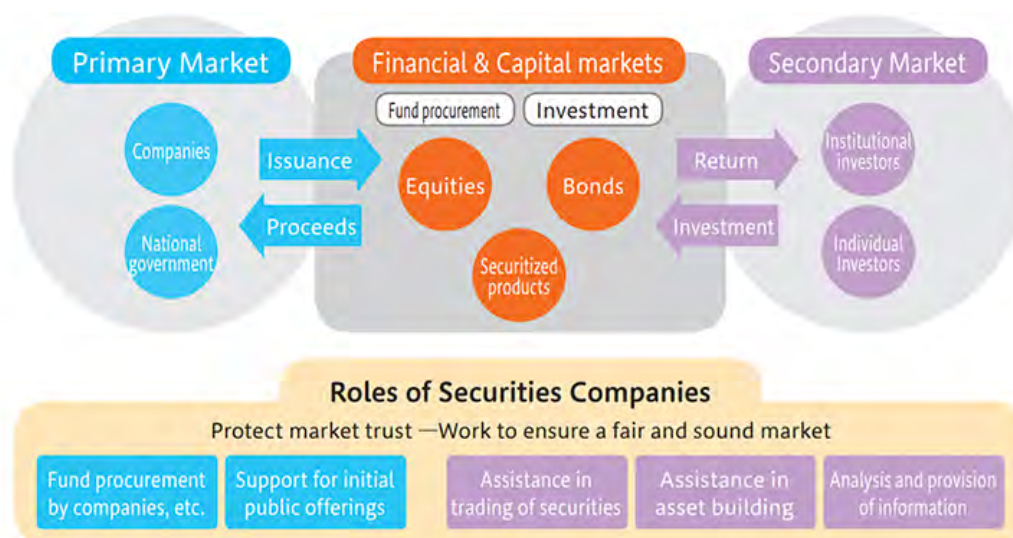 Primary Market
Companies
National
government
Issuance
Proceeds
Financial & Capital markets
Fund procurement
Investment
Equities
Bonds
Securitized
products
Secondary Market
Return
Investment
Institutional
investors
Individual
Investors
Roles of Securities Companies
Protect market trust —Work to ensure a fair and sound market
Fund procurement
by companies, etc.
Support for initial
public offerings
Assistance in
trading of securities
Assistance in
asset building
Analysis and provision
of information